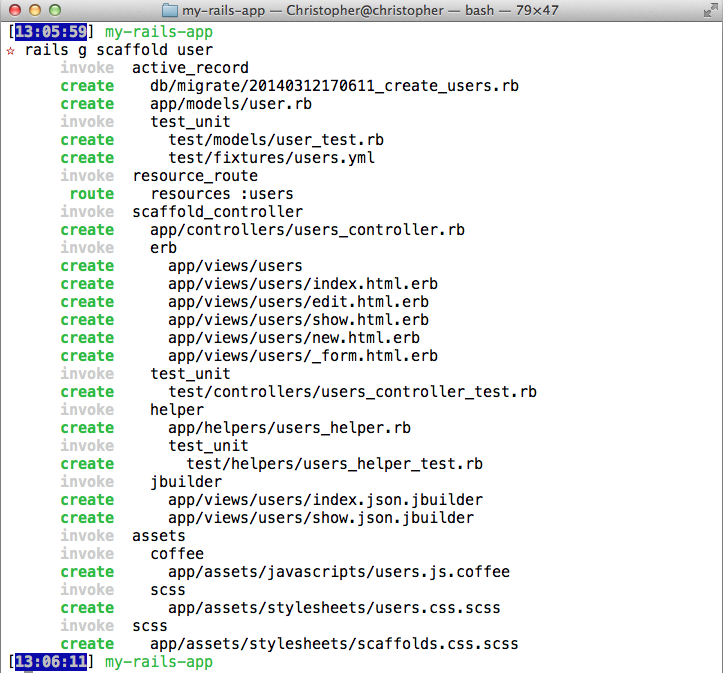 my-rails-app — Christopher@christopher — bash — 79×47
[13:05:59] my-rails-app
☆ rails g scaffold user
invoke active_record
create db/migrate/20140312170611_create_users.rb
create app/models/user.rb
invoke test_unit
create test/models/user_test.rb
create test/fixtures/users.yml
invoke resource_route
route resources :users
invoke scaffold_controller
create app/controllers/users_controller.rb
invoke erb
create app/views/users
create app/views/users/index.html.erb
create app/views/users/edit.html.erb
create app/views/users/show.html.erb
create app/views/users/new.html.erb
create app/views/users/_form.html.erb
invoke test_unit
create test/controllers/users_controller_test.rb
invoke helper
create app/helpers/users_helper.rb
invoke test_unit
create test/helpers/users_helper_test.rb
invoke jbuilder
create app/views/users/index.json.jbuilder
create app/views/users/show.json.jbuilder
invoke assets
invoke coffee
create app/assets/javascripts/users.js.coffee
invoke scss
create app/assets/stylesheets/users.css.scss
invoke scss
create app/assets/stylesheets/scaffolds.css.scss
[13:06:11] my-rails-app